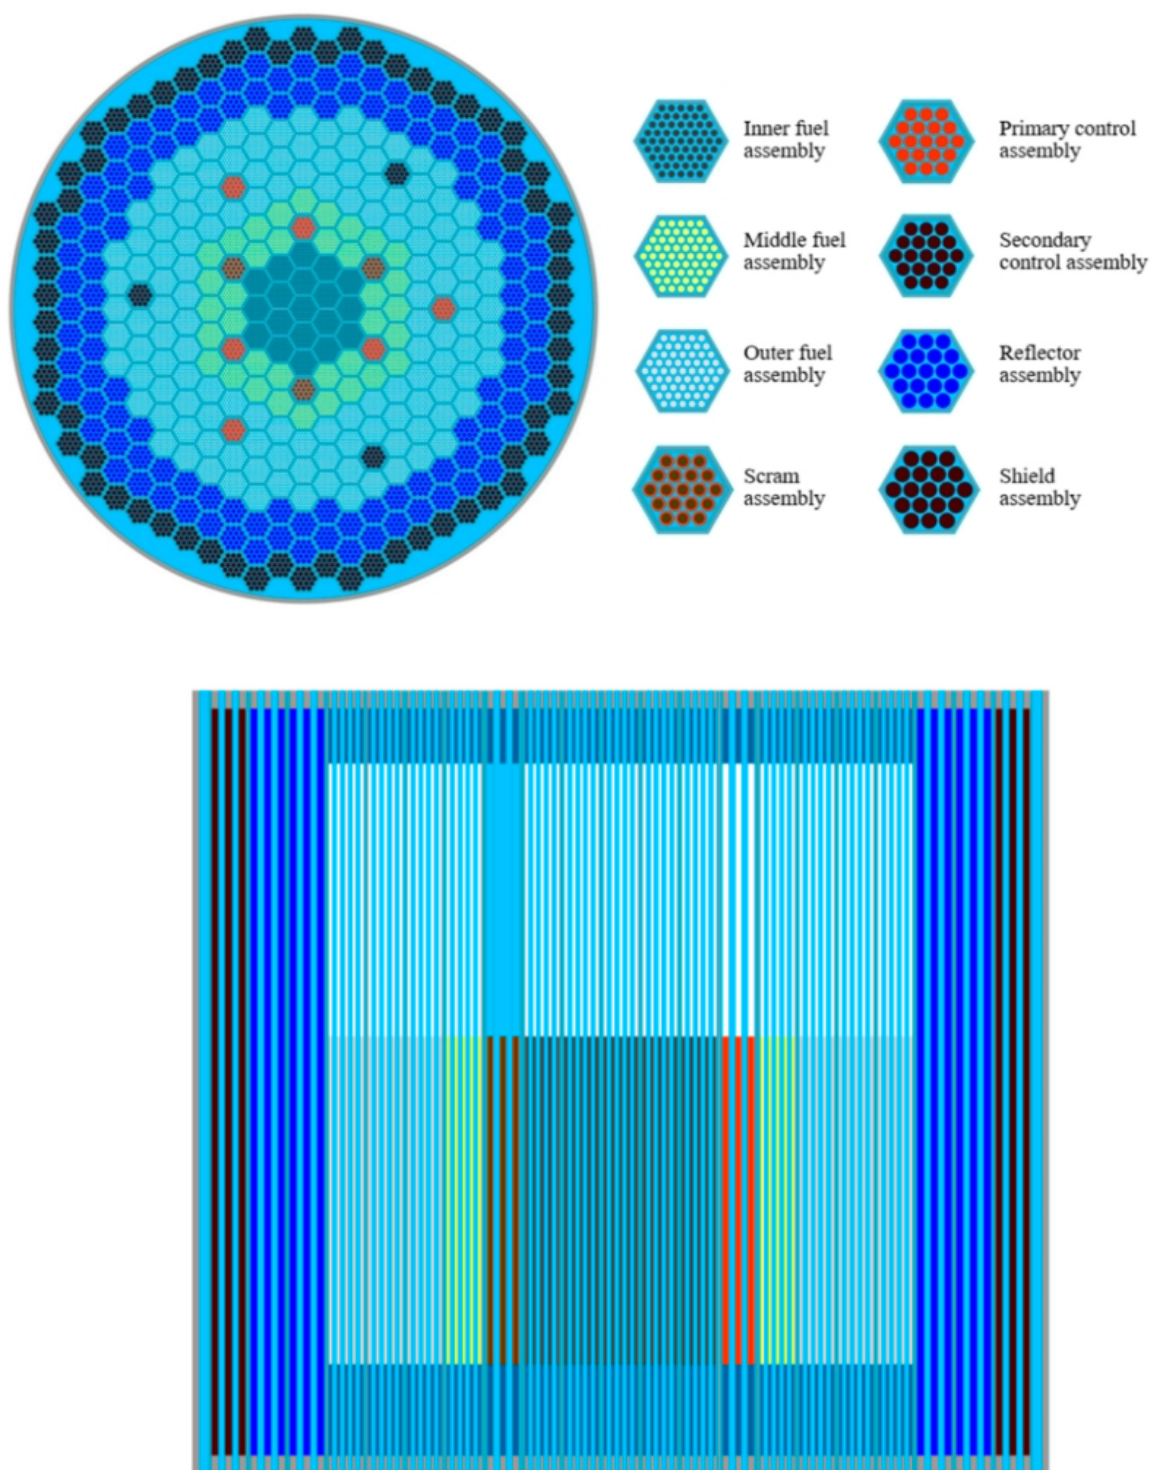 Inner fuel
assembly
Primary control
assembly
Middle fuel
assembly
Secondary
control assembly
Outer fuel
assembly
Reflector
assembly
Scram
assembly
Shield
assembly